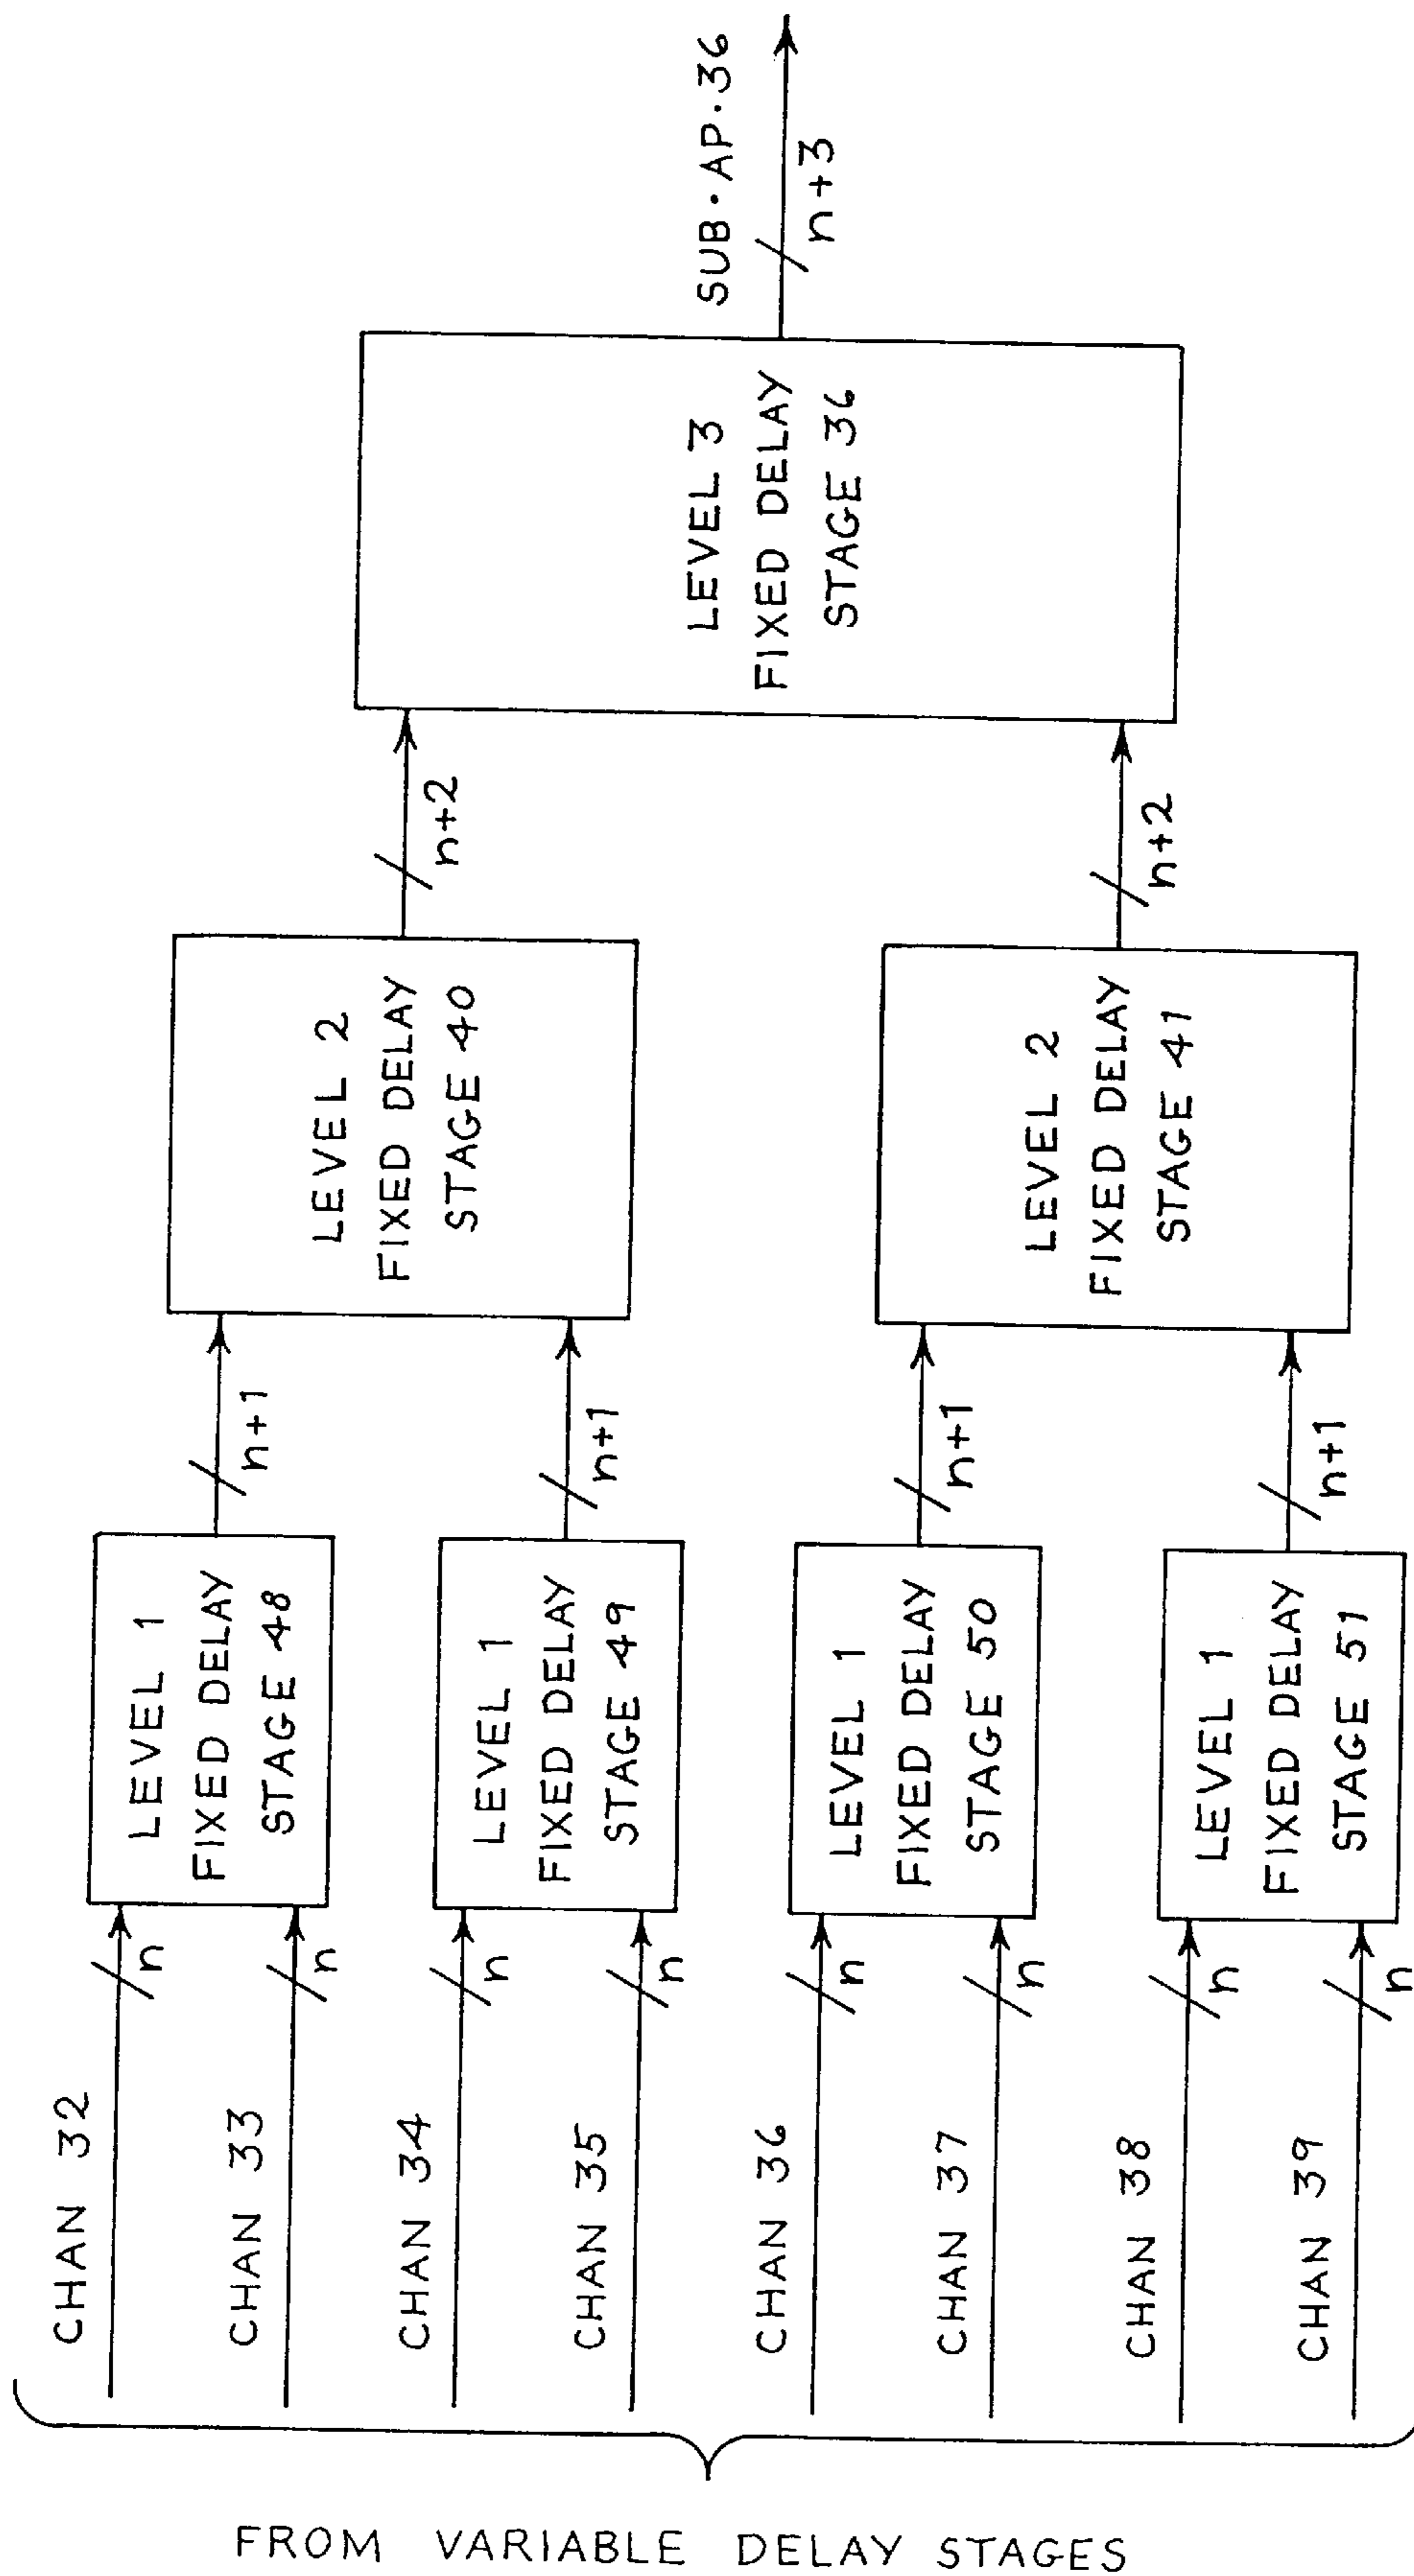 FROM VARIABLE DELAY STAGES
CHAN 32
n
CHAN 33
n
CHAN 34
n
CHAN 35
n
CHAN 36
n
CHAN 37
n
CHAN 38
n
CHAN 39
n
LEVEL 1
FIXED DELAY
STAGE 48
n+1
LEVEL 1
FIXED DELAY
STAGE 49
n+1
LEVEL 1
FIXED DELAY
STAGE 50
n+1
LEVEL 1
FIXED DELAY
STAGE 51
n+1
LEVEL 2
FIXED DELAY
STAGE 40
n+2
LEVEL 2
FIXED DELAY
STAGE 41
n+2
LEVEL 3
FIXED DELAY
STAGE 36
SUB·AP·36
n+3